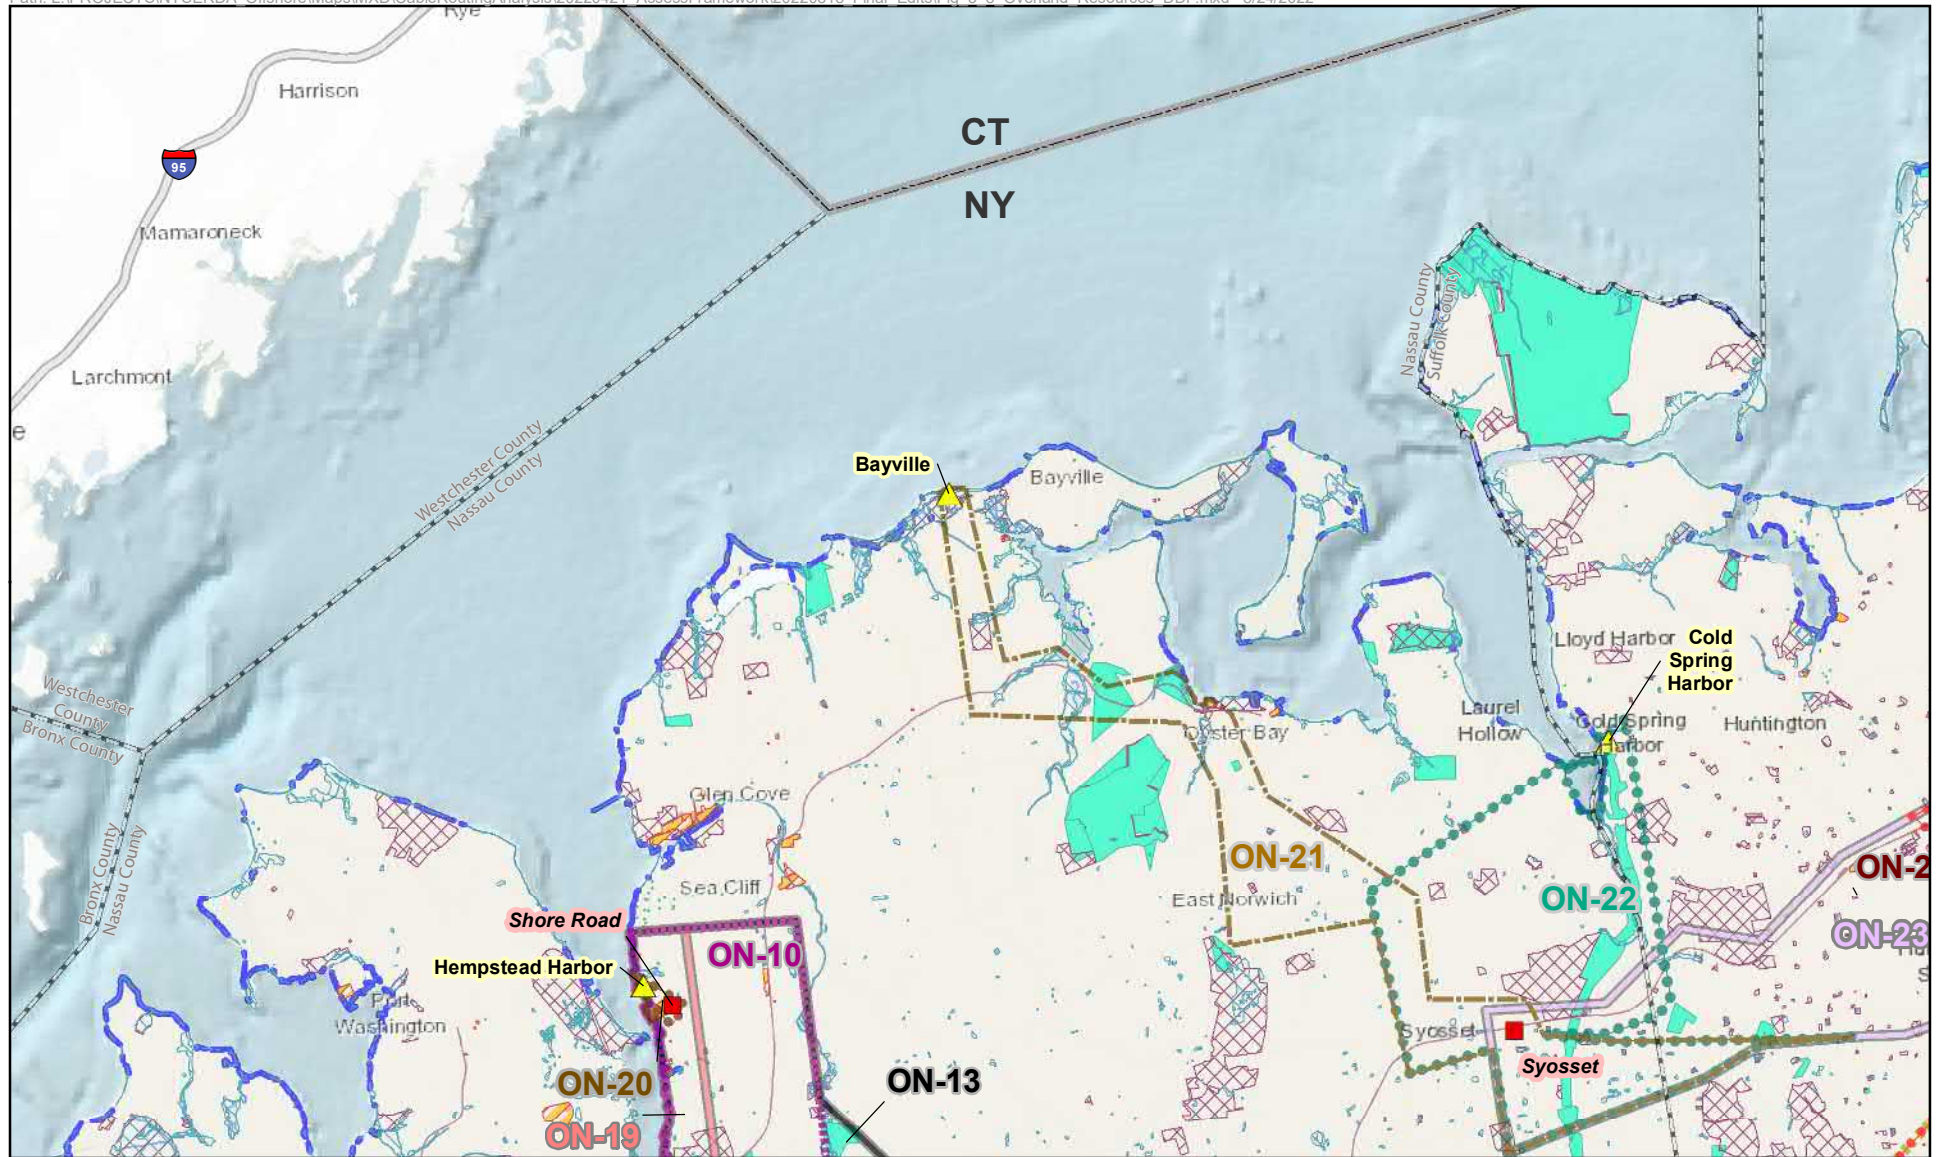 Rye
Harrison
95
CT
NY
Mamaroneck
Larchmont
e
Nassau County
Suffolk County
Westchester County
Nassau County
Bayville
Bayville
Lloyd Harbor
Cold
Spring
Harbor
Westchester
County
Bronx County
Laurel
Hollow
Cold Spring
Harbor
Huntington
Oyster Bay
Glen Cove
Bronx County
Nassau County
Sea Cliff
ON-21
East Norwich
ON-22
ON-2
ON-23
S
Shore Road
ON-10
Hempstead Harbor
Port
Washington
Syosset
Syosset
ON-20
ON-13
ON-19